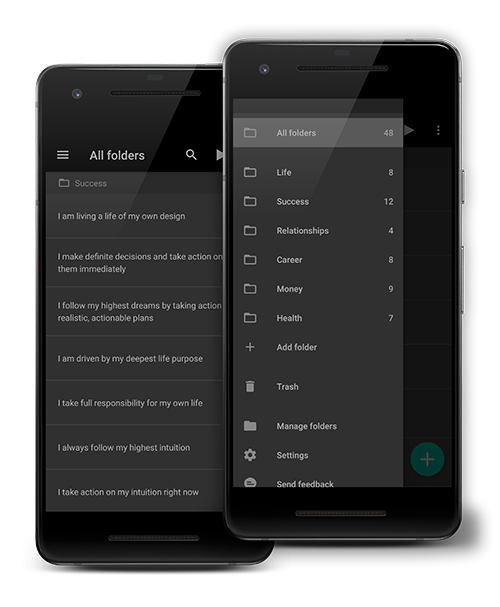 All folders
Success
I am living a life of my own design
I make definite decisions and take action on
them immediately
I follow my highest dreams by taking action
realistic, actionable plans
I am driven by my deepest life purpose
I take full responsibility for my own life
I always follow my highest intuition
I take action on my intuition right now
All folders 48
Life 8
Success 12
Relationships 4
Career 8
Money 9
Health 7
Add folder
Trash
Manage folders
Settings
Send feedback